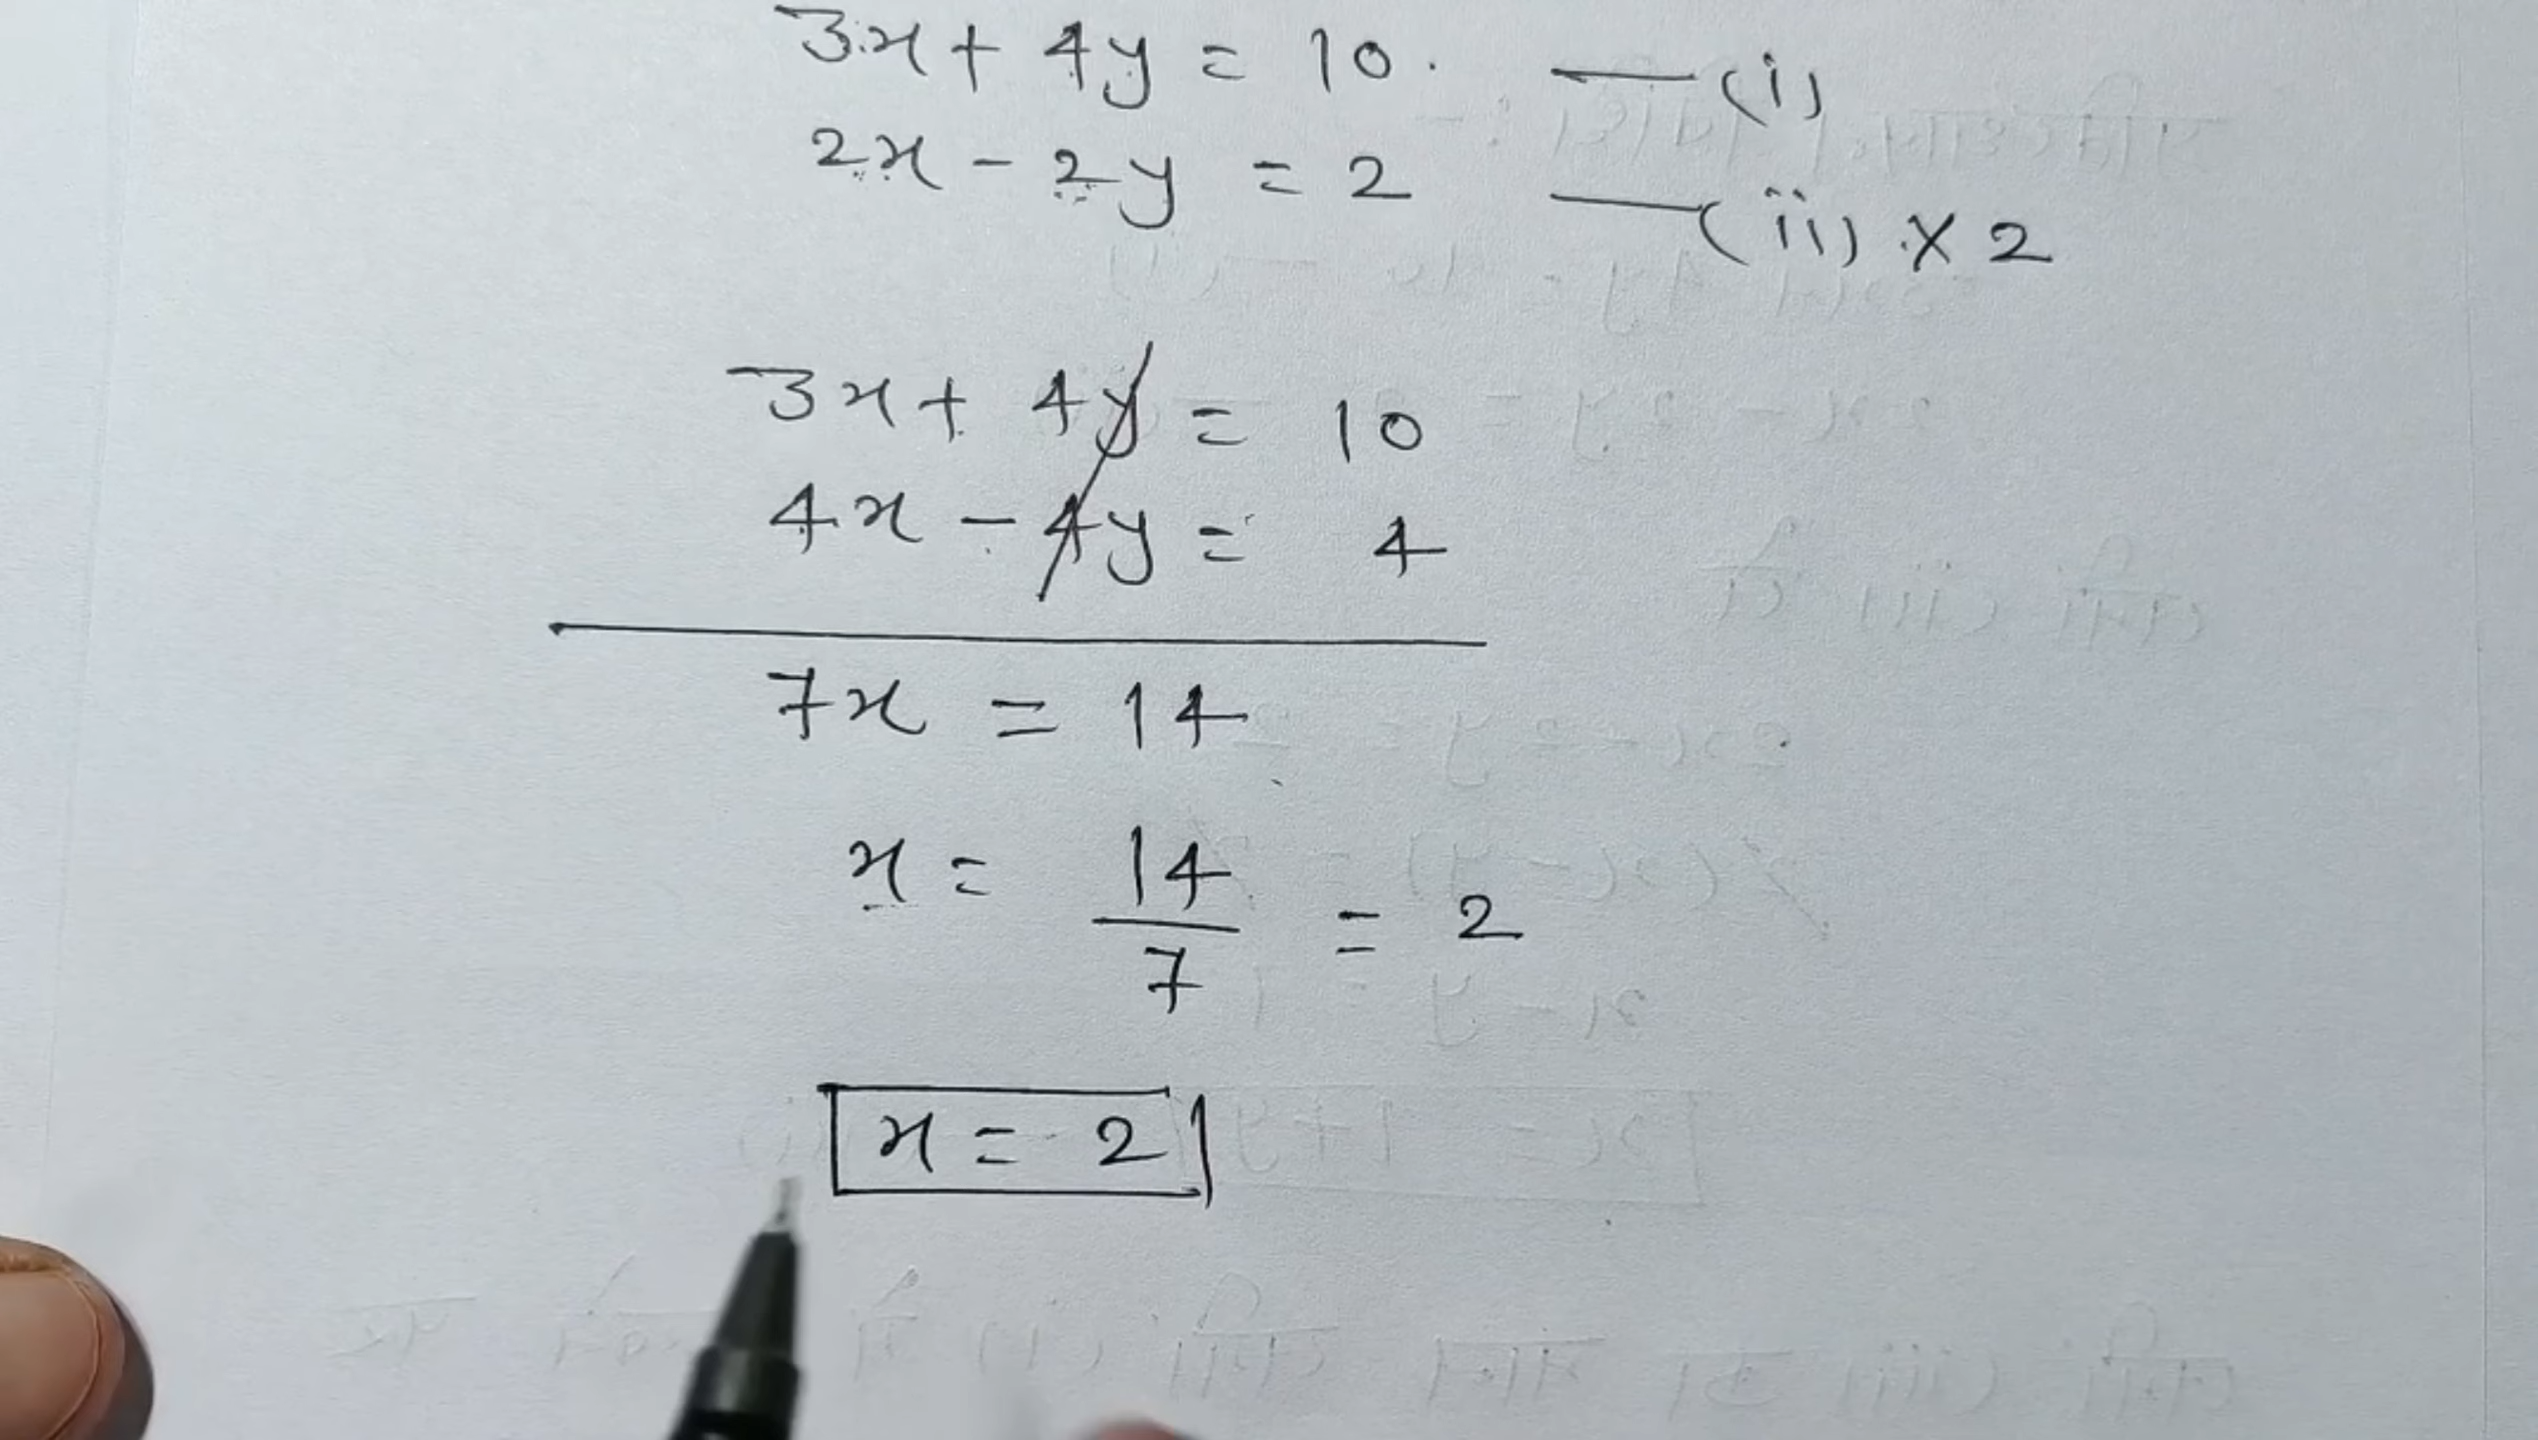 3x + 4y = 10. —(i)
2x - 2y = 2 —(ii) × 2
3x + 4y = 10
4x - 4y = 4
7x = 14
x = 14/7 = 2
x = 2